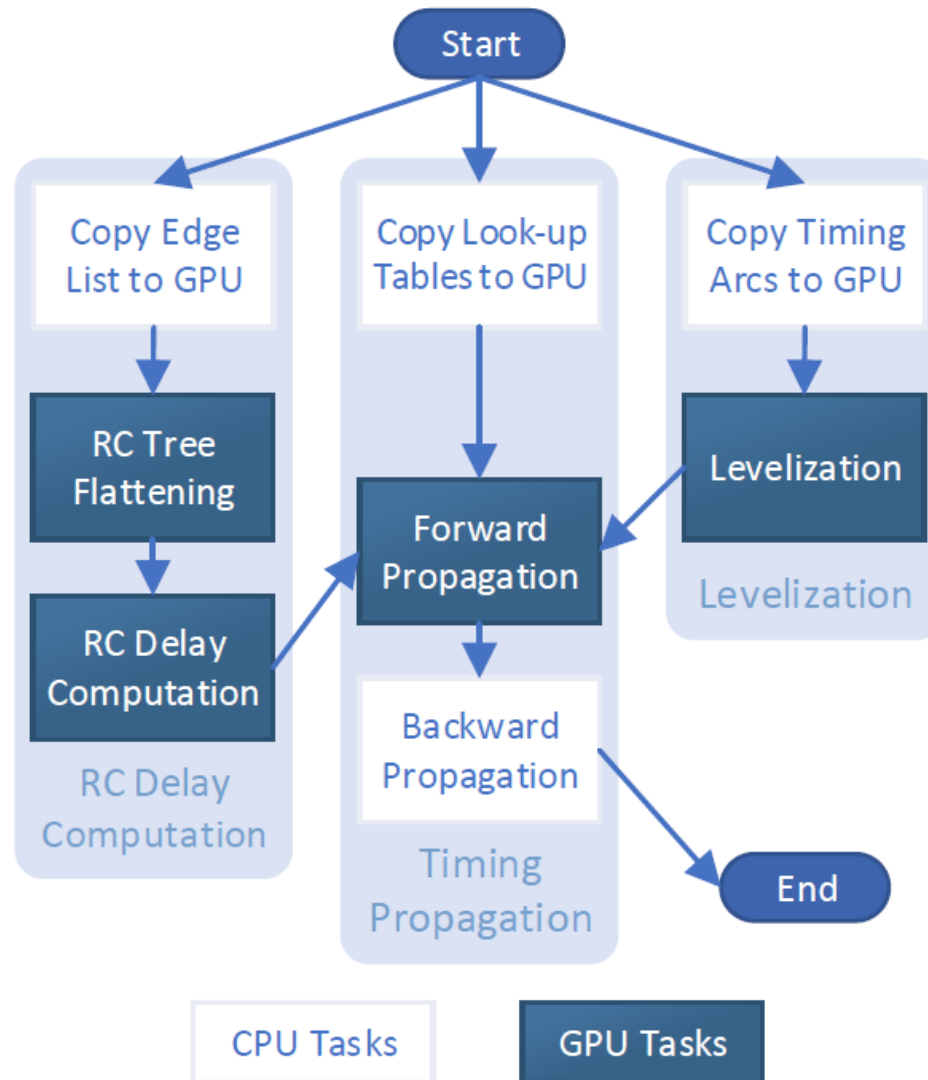 Start
Copy Edge
List to GPU
Copy Look-up
Tables to GPU
Copy Timing
Arcs to GPU
RC Tree
Flattening
Levelization
Forward
Propagation
Levelization
RC Delay
Computation
Backward
Propagation
RC Delay
Computation
Timing
Propagation
End
CPU Tasks
GPU Tasks